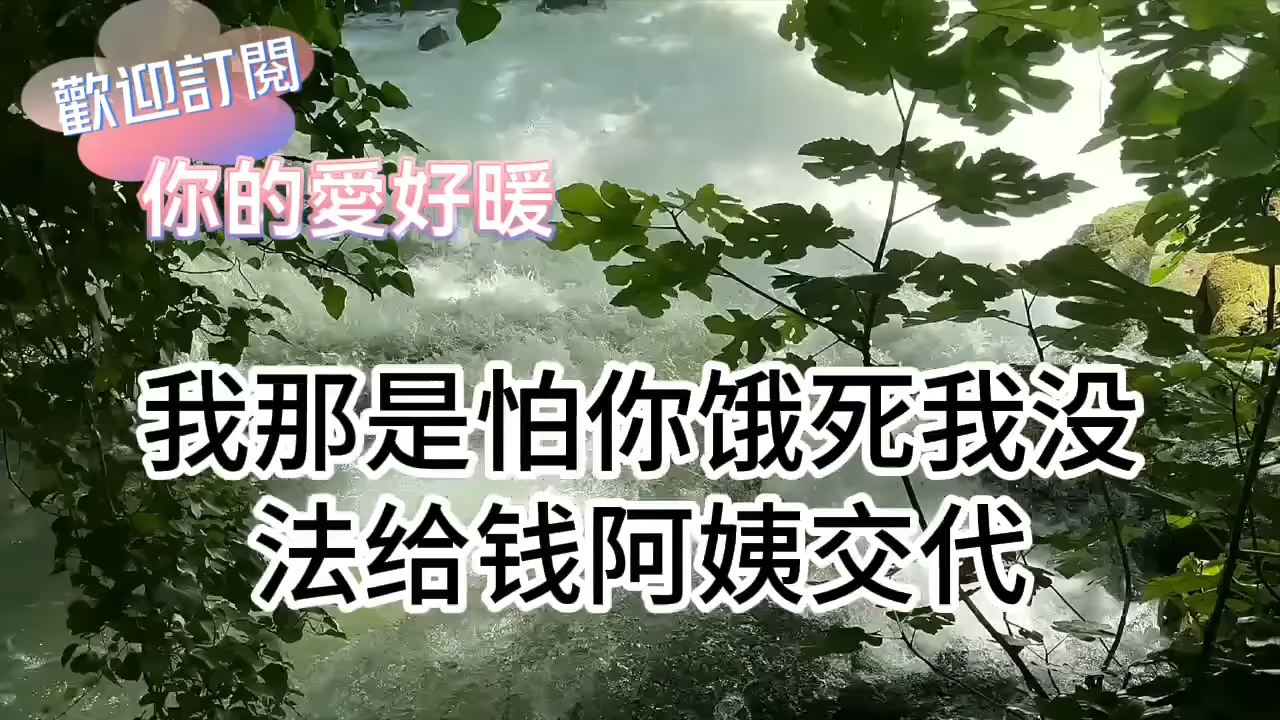 歡迎訂閱
你的愛好暖
我那是怕你饿死我没
法给钱阿姨交代